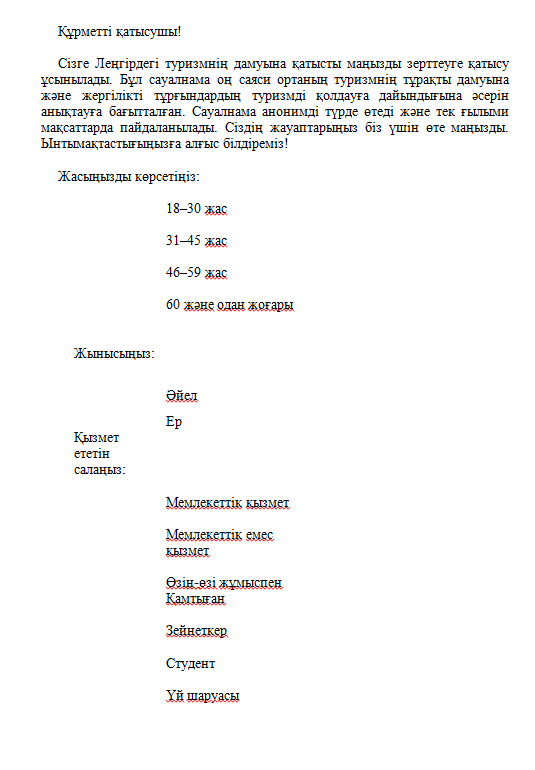 Құрметті қатысушы!
Сізге Леңгірдегі туризмнің дамуына қатысты маңызды зерттеуге қатысу
ұсынылады. Бұл сауалнама оң саяси ортаның туризмнің тұрақты дамуына
және жергілікті тұрғындардың туризмді қолдауға дайындығына әсерін
анықтауға бағытталған. Сауалнама анонимді түрде өтеді және тек ғылыми
мақсаттарда пайдаланылады. Сіздің жауаптарыңыз біз үшін өте маңызды.
Ынтымақтастығыңызға алғыс білдіреміз!
Жасыңызды көрсетіңіз:
18–30 жас
31–45 жас
46–59 жас
60 және одан жоғары
Жынысыңыз:
Әйел
Ер
Қызмет
ететін
салаңыз:
Мемлекеттік қызмет
Мемлекеттік емес
қызмет
Өзін-өзі жұмыспен
Қамтыған
Зейнеткер
Студент
Үй шаруасы